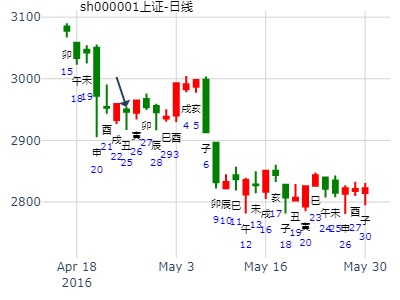 sh000001上证-日线
3100
3000
2900
2800
卯
15
午
18
未
19
申
20
酉
21
戌
22
丑
25
寅
26
卯
27
辰
28
巳
29
酉
3
戌
4
亥
5
子
6
卯
9
辰
10
巳
11
午
12
未
13
戌
16
亥
17
子
18
丑
19
寅
20
巳
23
午
24
未
25
申
26
酉
27
子
30
Apr 18
2016
May 3
May 16
May 30